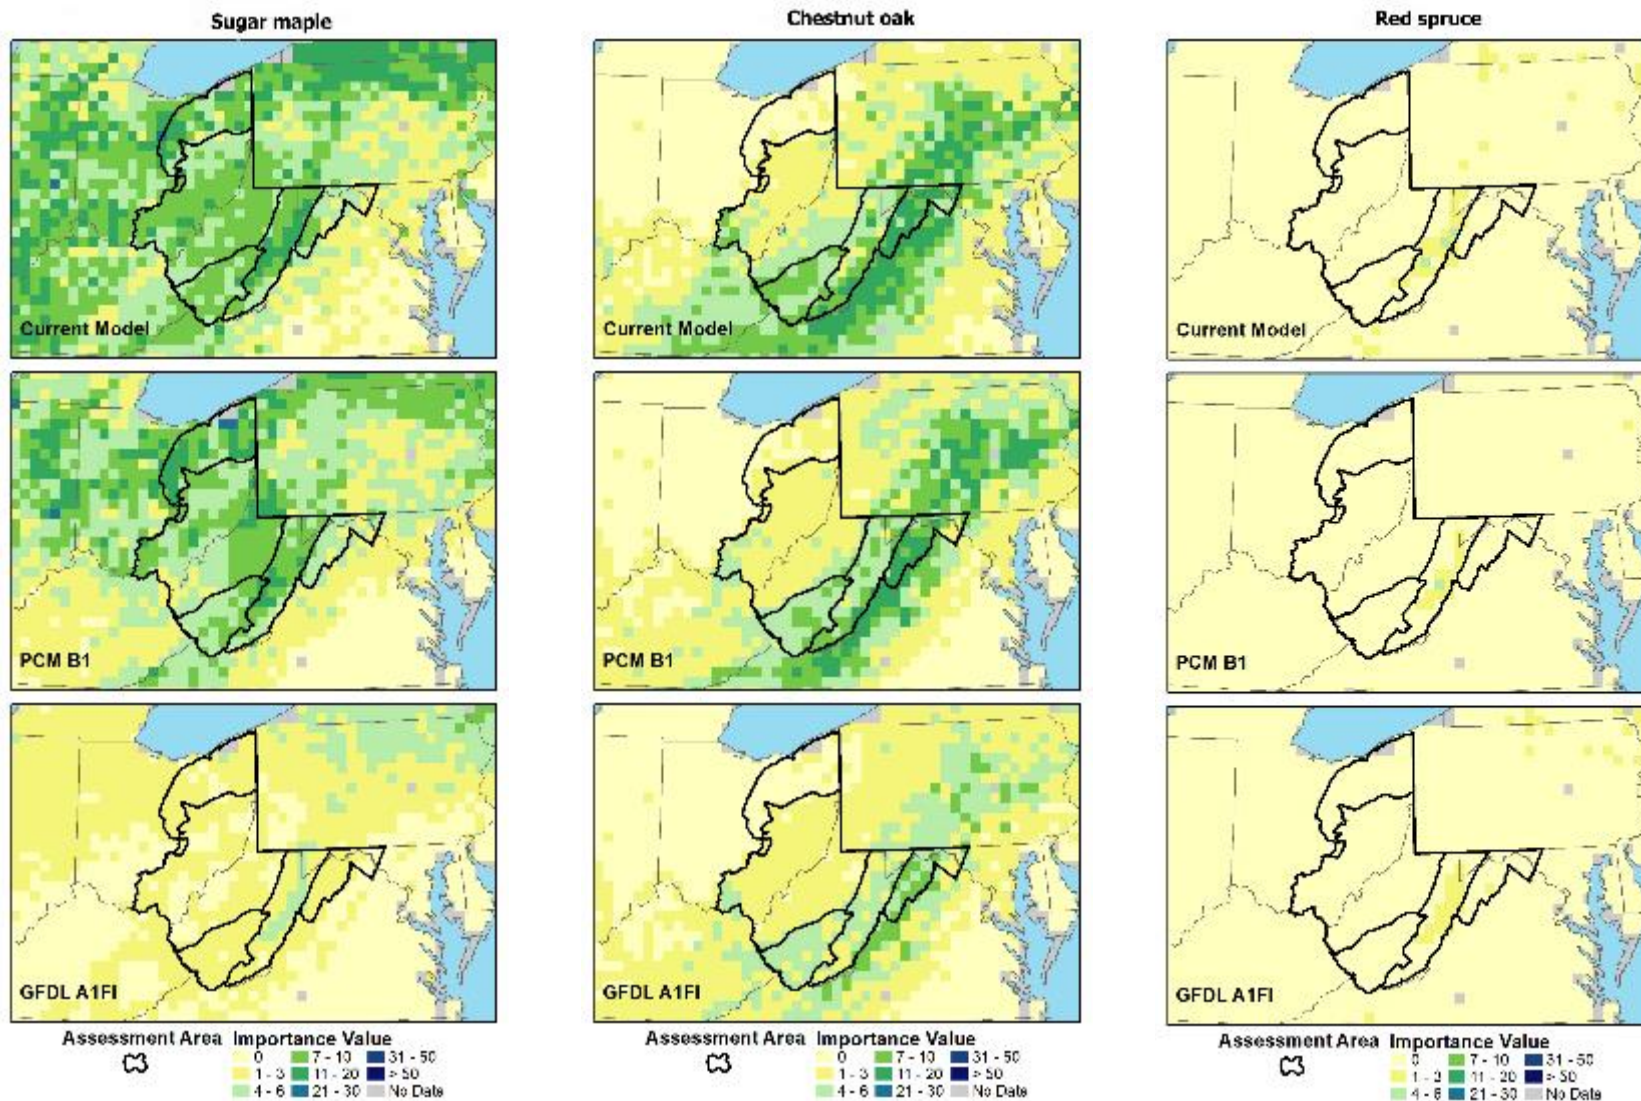 Sugar maple
Chestnut oak
Red spruce
Current Model
Current Model
Current Model
PCM B1
PCM B1
PCM B1
GFDL A1FI
GFDL A1FI
GFDL A1FI
Assessment Area Importance Value
0 7 - 10 31 - 50
1 - 3 11 - 20 > 50
4 - 6 21 - 30 No Data
Assessment Area Importance Value
0 7 - 10 31 - 50
1 - 3 11 - 20 > 50
4 - 6 21 - 30 No Data
Assessment Area Importance Value
0 7 - 10 31 - 50
1 - 3 11 - 20 > 50
4 - 6 21 - 30 No Data